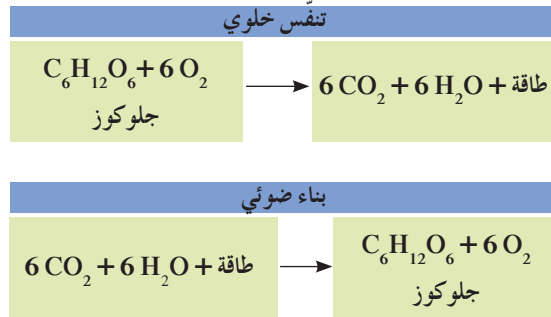 تنفّس خلوي
C₆H₁₂O₆ + 6 O₂ → 6 CO₂ + 6 H₂O + طاقة
جلوكوز
بناء ضوئي
6 CO₂ + 6 H₂O + طاقة → C₆H₁₂O₆ + 6 O₂
جلوكوز